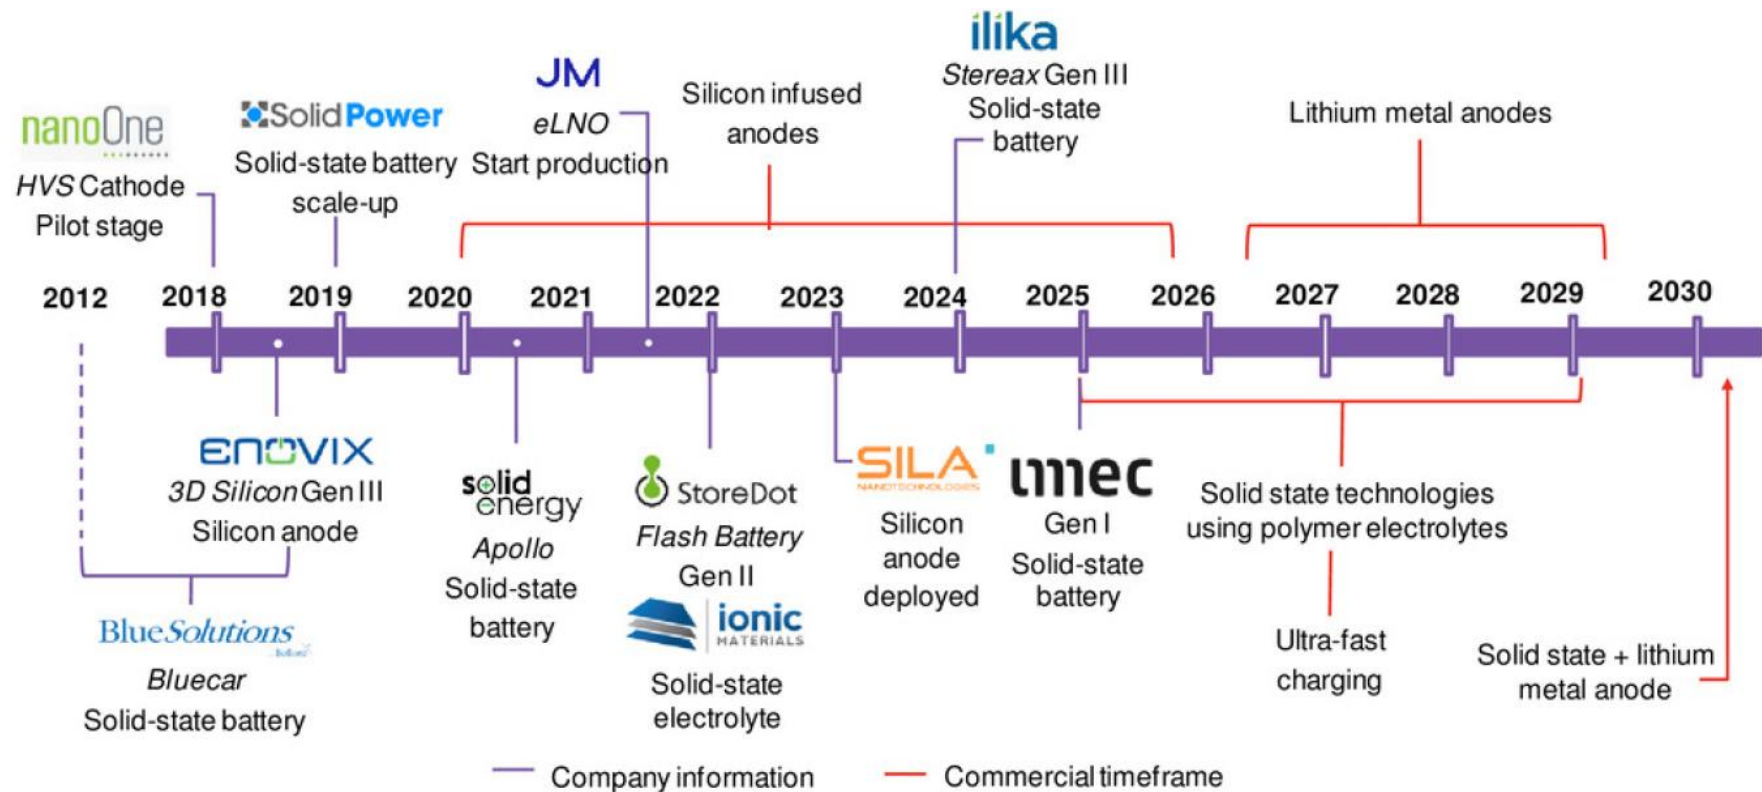 nanoOne
HVS Cathode
Pilot stage
Solid Power
Solid-state battery
scale-up
JM
eLNO
Start production
Silicon infused
anodes
ilika
Stereax Gen III
Solid-state
battery
Lithium metal anodes
2012 2018 2019 2020 2021 2022 2023 2024 2025 2026 2027 2028 2029 2030
ENOVIX
3D Silicon Gen III
Silicon anode
BlueSolutions
Bluecar
Solid-state battery
solid
energy
Apollo
Solid-state
battery
StoreDot
Flash Battery
Gen II
ionic
MATERIALS
Solid-state
electrolyte
SILA
NANOTECHNOLOGIES
Silicon
anode
deployed
imec
Gen I
Solid-state
battery
Solid state technologies
using polymer electrolytes
Ultra-fast
charging
Solid state + lithium
metal anode
Company information
Commercial timeframe